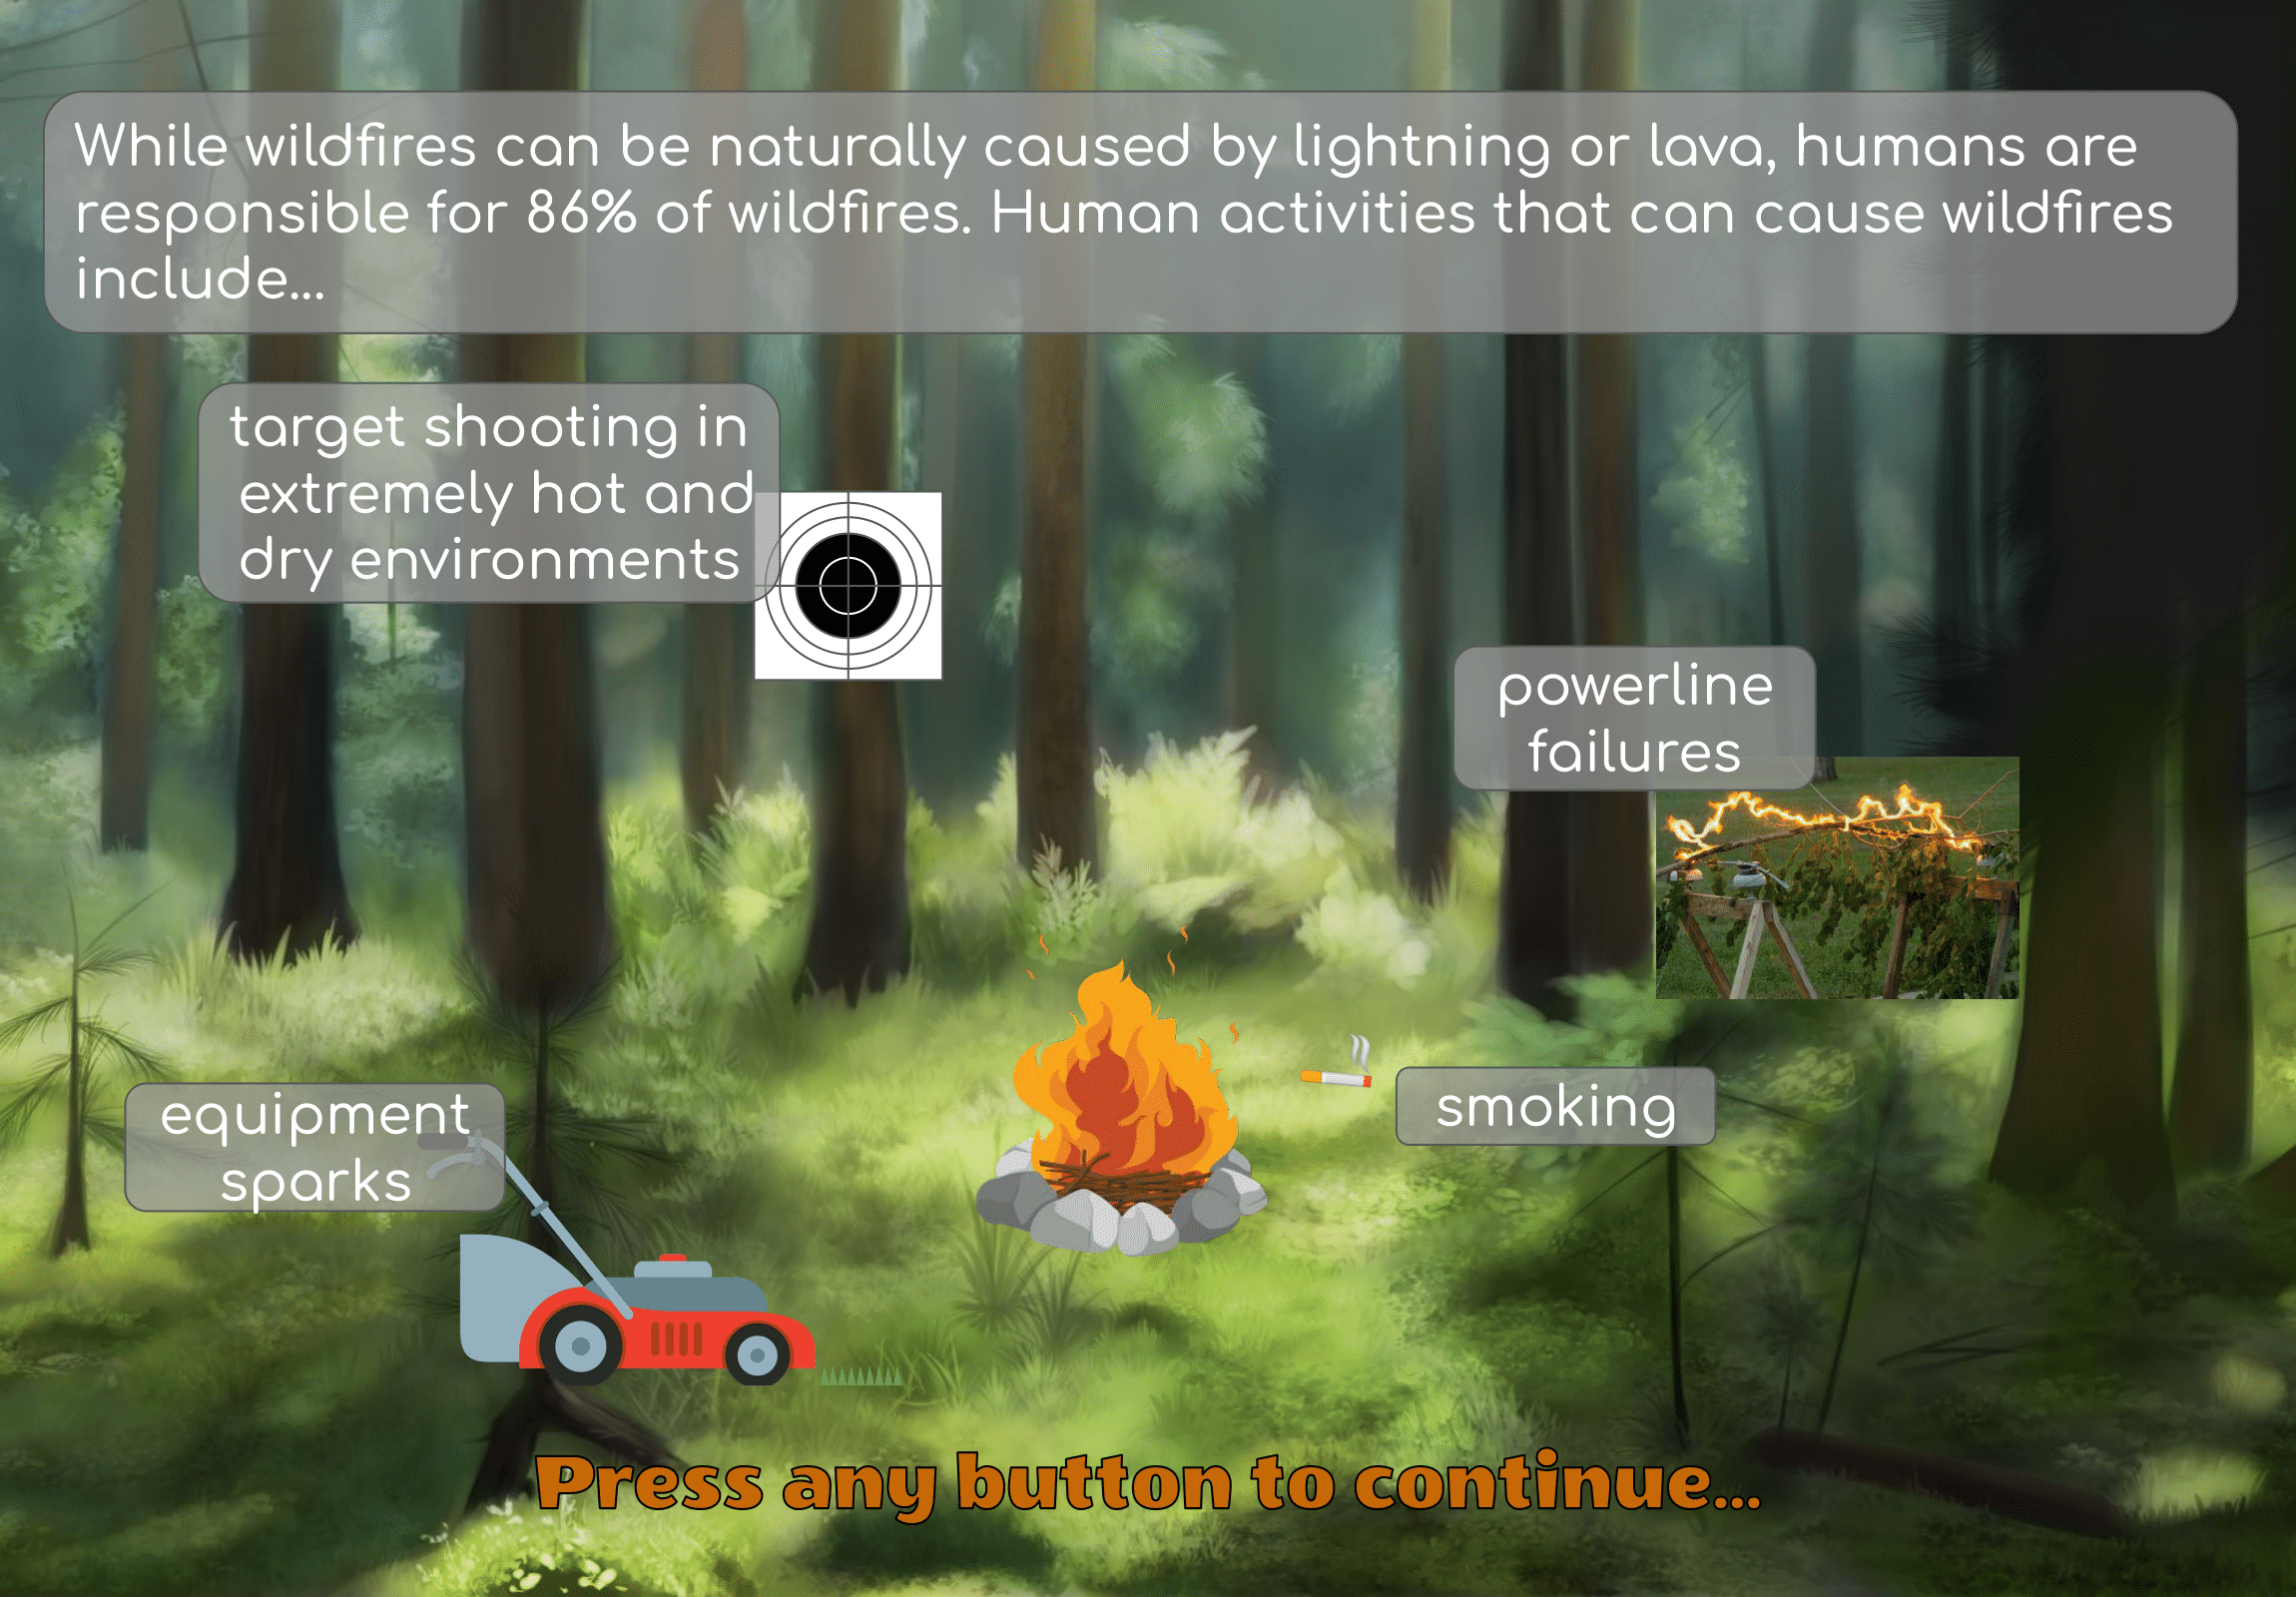 While wildfires can be naturally caused by lightning or lava, humans are
responsible for 86% of wildfires. Human activities that can cause wildfires
include...
target shooting in
extremely hot and
dry environments
powerline
failures
equipment
sparks
smoking
Press any button to continue...